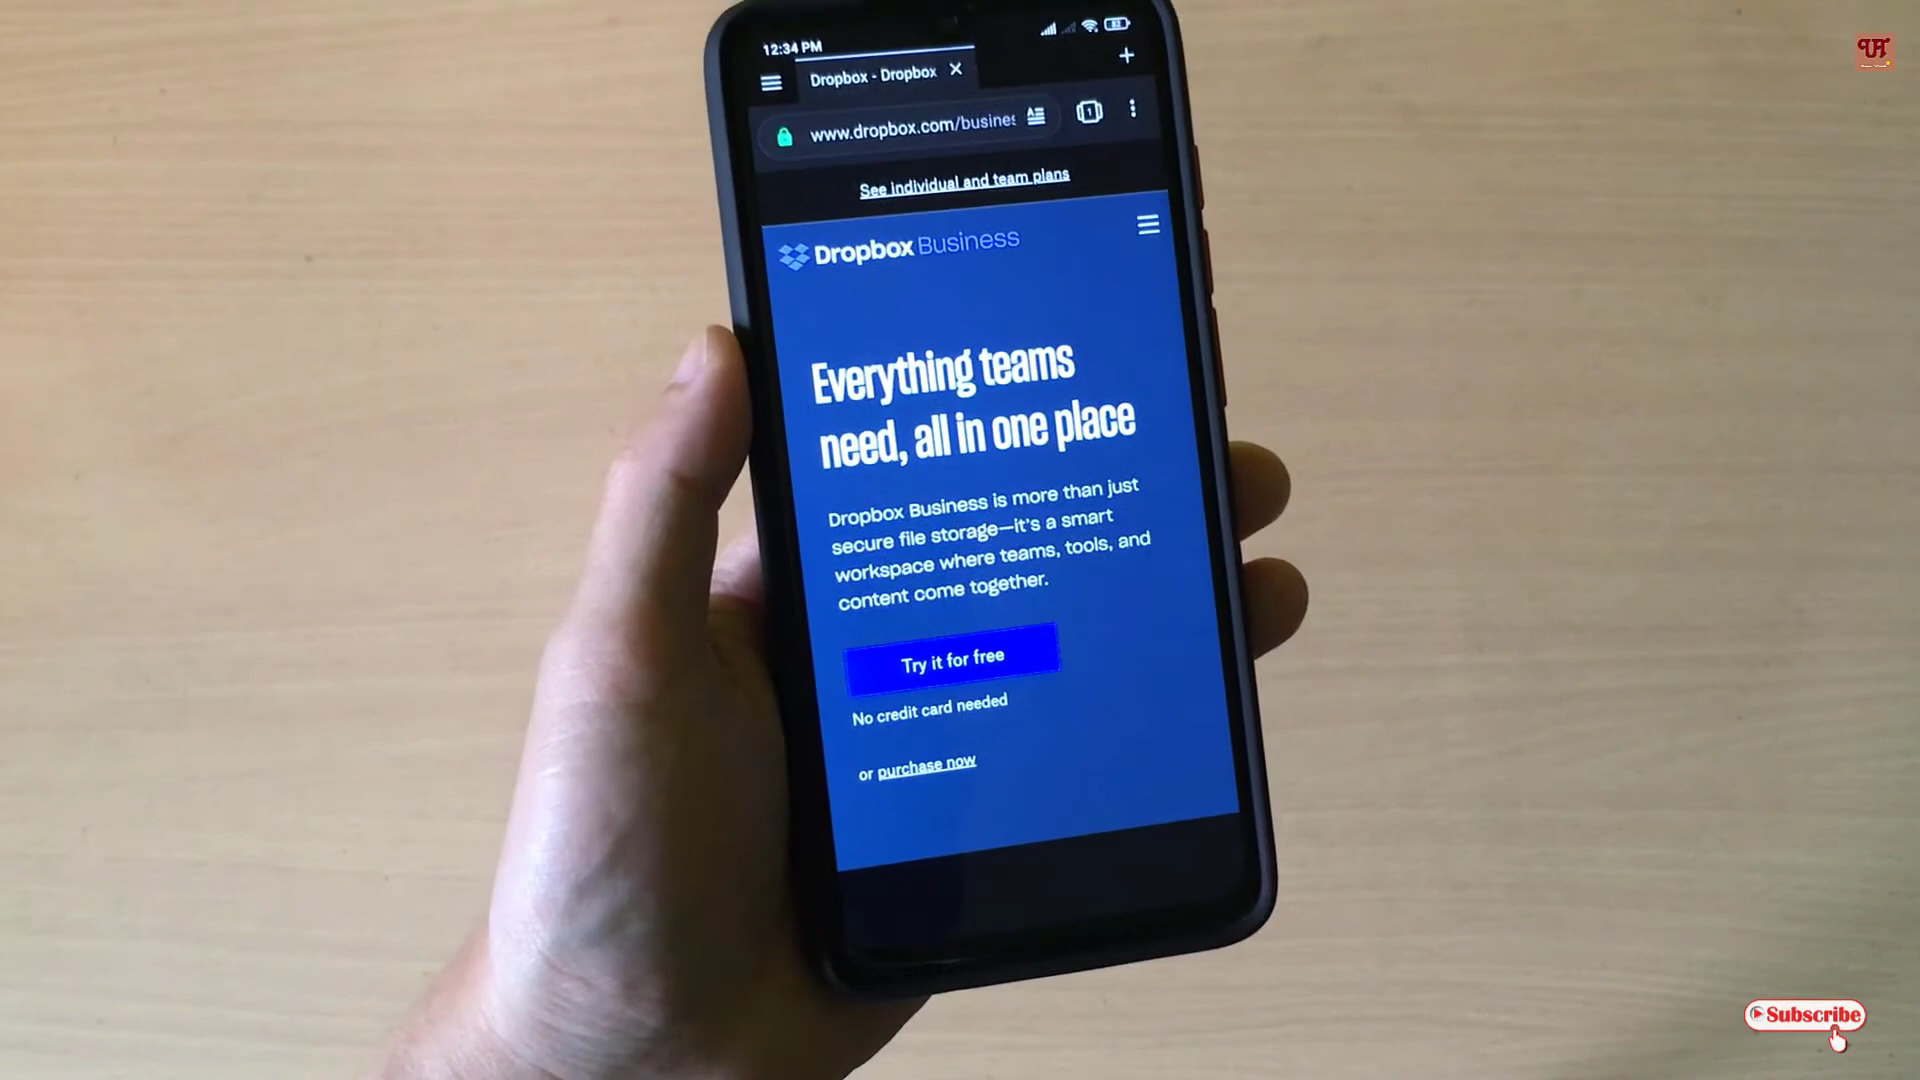 12:34 PM
82
Dropbox - Dropbox
www.dropbox.com/busines
1
See individual and team plans
Dropbox Business
Everything teams
need, all in one place
Dropbox Business is more than just
secure file storage—it's a smart
workspace where teams, tools, and
content come together.
Try it for free
No credit card needed
or purchase now
Subscribe